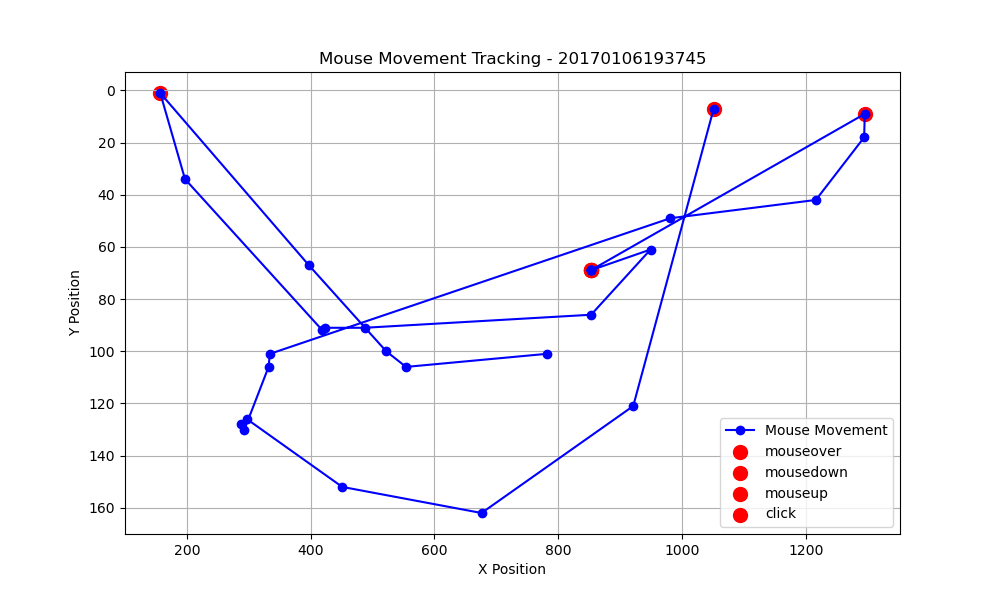 Mouse Movement Tracking - 20170106193745
0
20
40
60
80
100
120
140
160
Y Position
200
400
600
800
1000
1200
X Position
Mouse Movement
mouseover
mousedown
mouseup
click